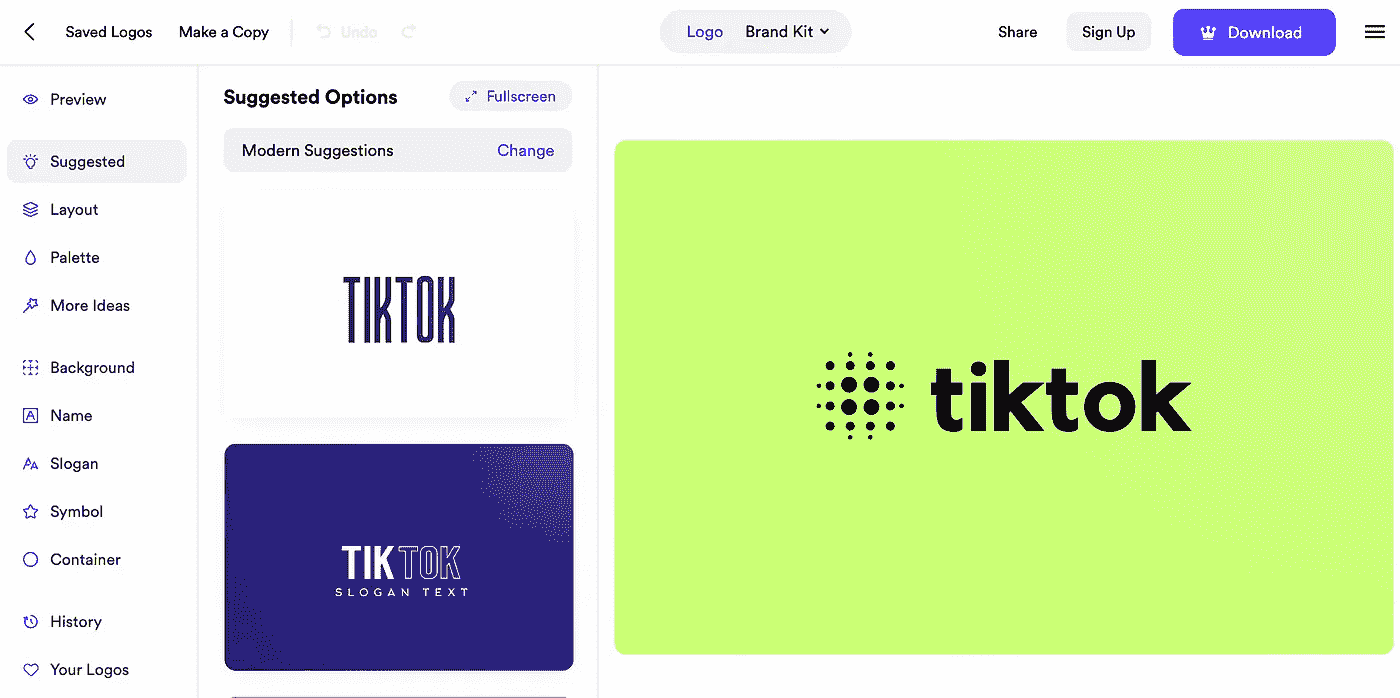 Saved Logos Make a Copy Undo Logo Brand Kit Share Sign Up Download
Preview
Suggested
Layout
Palette
More Ideas
Background
Name
Slogan
Symbol
Container
History
Your Logos
Suggested Options Fullscreen
Modern Suggestions Change
TIKTOK
TIKTOK
SLOGAN TEXT
tiktok